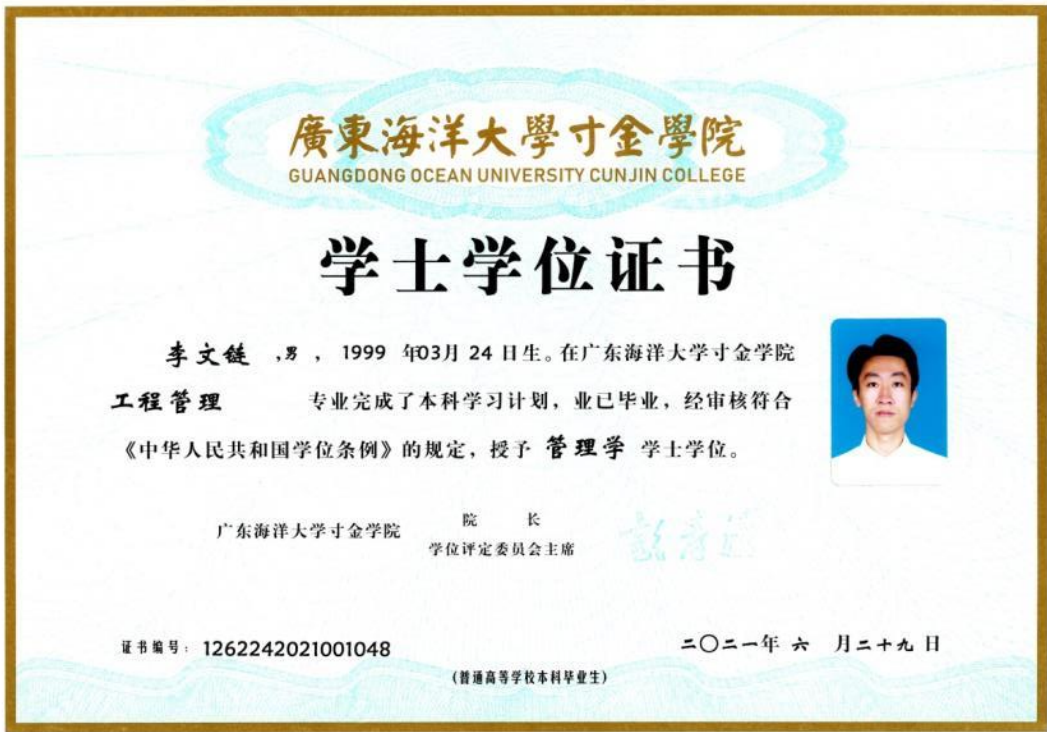 廣東海洋大學寸金學院
GUANGDONG OCEAN UNIVERSITY CUNJIN COLLEGE
学士学位证书
李文链 ,男 , 1999 年03月 24 日生。在广东海洋大学寸金学院
工程管理 专业完成了本科学习计划，业已毕业，经审核符合
《中华人民共和国学位条例》的规定，授予 管理学 学士学位。
院 长
广东海洋大学寸金学院
学位评定委员会主席
证书编号：1262242021001048
二〇二一年 六 月二十九 日
(普通高等学校本科毕业生)